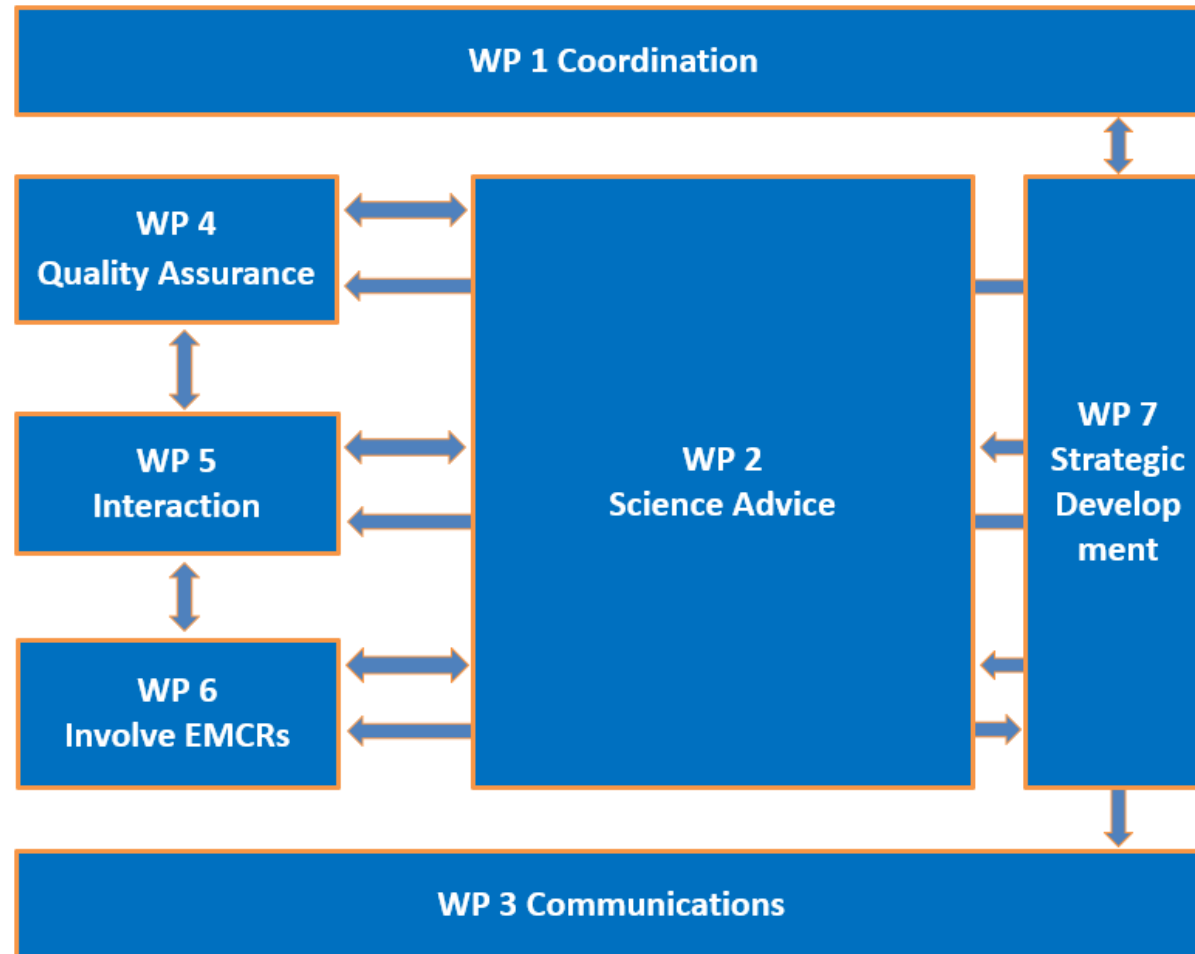 WP 1 Coordination
WP 4
Quality Assurance
WP 5
Interaction
WP 6
Involve EMCRs
WP 2
Science Advice
WP 7
Strategic
Develop
ment
WP 3 Communications